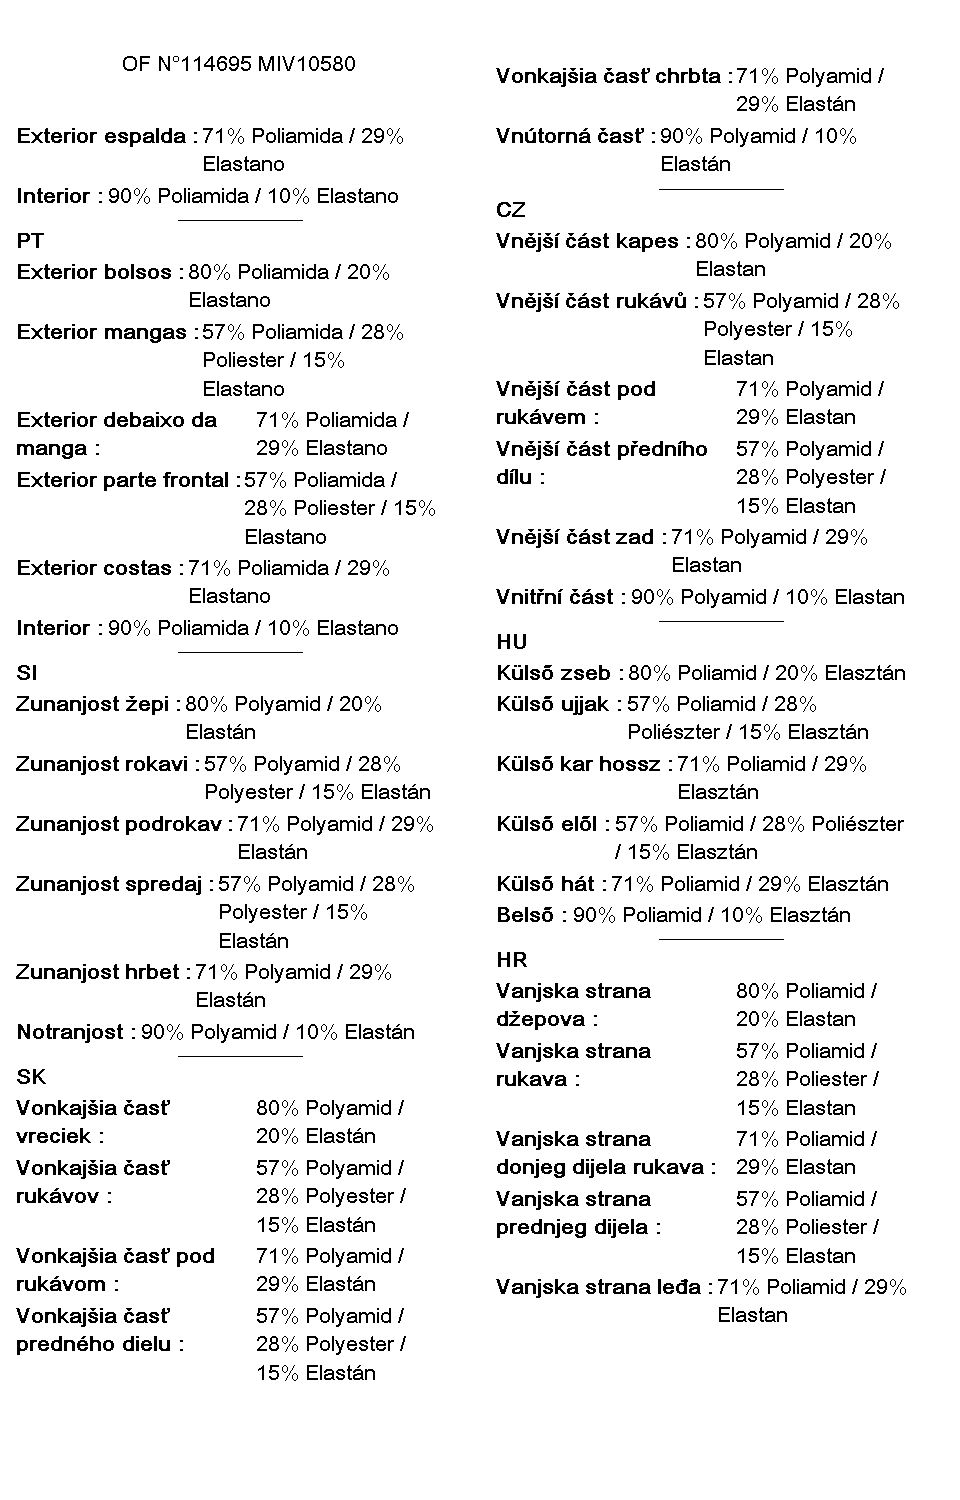 OF N°114695 MIV10580
Exterior espalda : 71% Poliamida / 29%
Elastano
Interior : 90% Poliamida / 10% Elastano
PT
Exterior bolsos : 80% Poliamida / 20%
Elastano
Exterior mangas : 57% Poliamida / 28%
Poliester / 15%
Elastano
Exterior debaixo da 71% Poliamida /
manga : 29% Elastano
Exterior parte frontal : 57% Poliamida /
28% Poliester / 15%
Elastano
Exterior costas : 71% Poliamida / 29%
Elastano
Interior : 90% Poliamida / 10% Elastano
SI
Zunanjost žepi : 80% Polyamid / 20%
Elastán
Zunanjost rokavi : 57% Polyamid / 28%
Polyester / 15% Elastán
Zunanjost podrokav : 71% Polyamid / 29%
Elastán
Zunanjost spredaj : 57% Polyamid / 28%
Polyester / 15%
Elastán
Zunanjost hrbet : 71% Polyamid / 29%
Elastán
Notranjost : 90% Polyamid / 10% Elastán
SK
Vonkajšia časť 80% Polyamid /
vreciek : 20% Elastán
Vonkajšia časť 57% Polyamid /
rukávov : 28% Polyester /
15% Elastán
Vonkajšia časť pod 71% Polyamid /
rukávom : 29% Elastán
Vonkajšia časť 57% Polyamid /
predného dielu : 28% Polyester /
15% Elastán
Vonkajšia časť chrbta : 71% Polyamid /
29% Elastán
Vnútorná časť : 90% Polyamid / 10%
Elastán
CZ
Vnější část kapes : 80% Polyamid / 20%
Elastan
Vnější část rukávů : 57% Polyamid / 28%
Polyester / 15%
Elastan
Vnější část pod 71% Polyamid /
rukávem : 29% Elastan
Vnější část předního 57% Polyamid /
dílu : 28% Polyester /
15% Elastan
Vnější část zad : 71% Polyamid / 29%
Elastan
Vnitřní část : 90% Polyamid / 10% Elastan
HU
Külsõ zseb : 80% Poliamid / 20% Elasztán
Külsõ ujjak : 57% Poliamid / 28%
Poliészter / 15% Elasztán
Külsõ kar hossz : 71% Poliamid / 29%
Elasztán
Külsõ elõl : 57% Poliamid / 28% Poliészter
/ 15% Elasztán
Külsõ hát : 71% Poliamid / 29% Elasztán
Belsõ : 90% Poliamid / 10% Elasztán
HR
Vanjska strana 80% Poliamid /
džepova : 20% Elastan
Vanjska strana 57% Poliamid /
rukava : 28% Poliester /
15% Elastan
Vanjska strana 71% Poliamid /
donjeg dijela rukava : 29% Elastan
Vanjska strana 57% Poliamid /
prednjeg dijela : 28% Poliester /
15% Elastan
Vanjska strana leđa : 71% Poliamid / 29%
Elastan